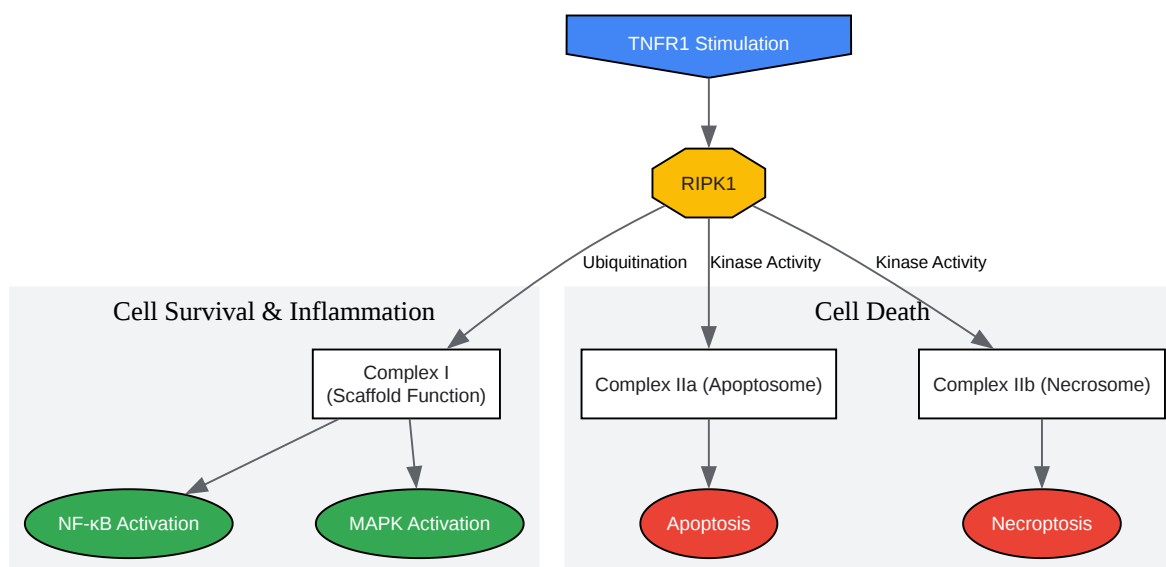 TNFR1 Stimulation
RIPK1
Ubiquitination
Kinase Activity
Kinase Activity
Cell Survival & Inflammation
Cell Death
Complex I
(Scaffold Function)
Complex IIa (Apoptosome)
Complex IIb (Necrosome)
NF-κB Activation
MAPK Activation
Apoptosis
Necroptosis